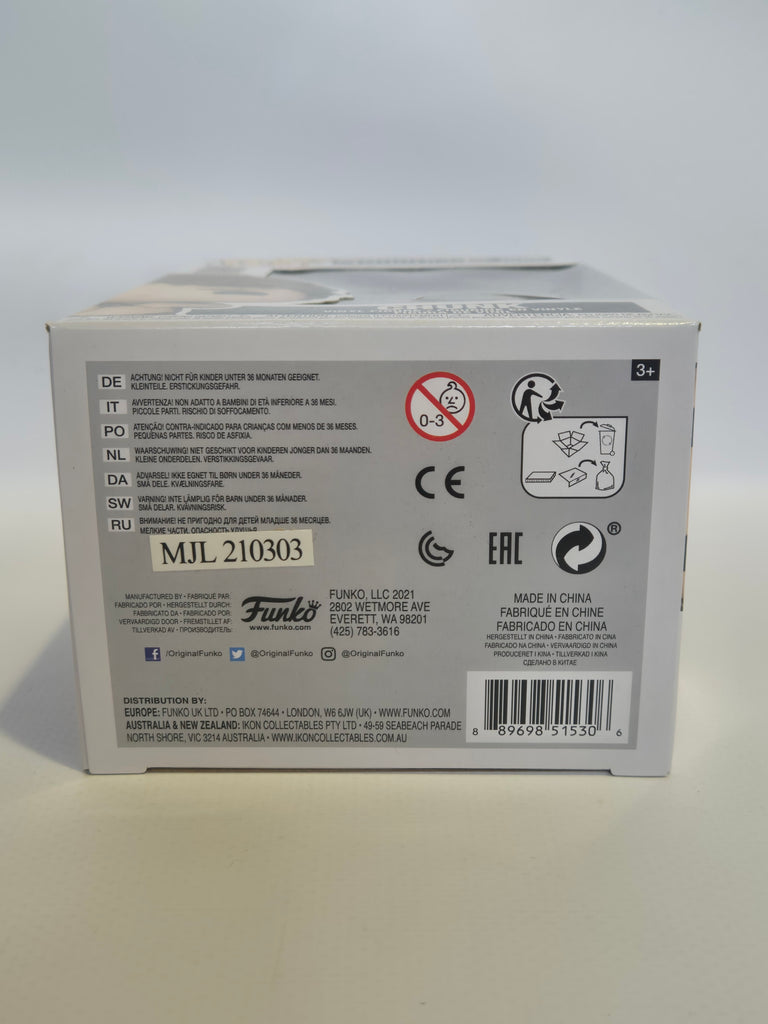 CHUNK
3+
DE ACHTUNG! NICHT FÜR KINDER UNTER 36 MONATEN GEEIGNET.
KLEINTEILE. ERSTICKUNGSGEFAHR.
IT AVVERTENZA! NON ADATTO A BAMBINI DI ETÀ INFERIORE A 36 MESI.
PICCOLE PARTI. RISCHIO DI SOFFOCAMENTO.
PO ATENÇÃO! CONTRA-INDICADO PARA CRIANÇAS COM MENOS DE 36 MESES.
PEQUENAS PARTES. RISCO DE ASFIXIA.
NL WAARSCHUWING! NIET GESCHIKT VOOR KINDEREN JONGER DAN 36 MAANDEN.
KLEINE ONDERDELEN. VERSTIKKINGSGEVAAR.
DA ADVARSEL! IKKE EGNET TIL BØRN UNDER 36 MÅNEDER.
SMÅ DELE. KVÆLNINGSFARE.
SW VARNING! INTE LÄMPLIG FÖR BARN UNDER 36 MÅNADER.
SMÅ DELAR. KVÄVNINGSRISK.
RU ВНИМАНИЕ! НЕ ПРИГОДНО ДЛЯ ДЕТЕЙ МЛАДШЕ 36 МЕСЯЦЕВ.
МЕЛКИЕ ЧАСТИ. ОПАСНОСТЬ УДУШЬЯ
MJL 210303
0-3
CE
EAC
®
MANUFACTURED BY • FABRIQUÉ PAR:
FABRICADO POR • HERGESTELLT DURCH:
FABBRICATO DA • FABRICADO POR:
VERVAARDIGD DOOR • FREMSTILLET AF:
TILLVERKAD AV • ПРОИЗВОДИТЕЛЬ:
Funko
www.funko.com
FUNKO, LLC 2021
2802 WETMORE AVE
EVERETT, WA 98201
(425) 783-3616
/OriginalFunko @OriginalFunko @OriginalFunko
MADE IN CHINA
FABRIQUÉ EN CHINE
FABRICADO EN CHINA
HERGESTELLT IN CHINA • FABBRICATO IN CINA
FABRICADO NA CHINA • VERVAARDIGD IN CHINA
PRODUCERET I KINA • TILLVERKAD I KINA
СДЕЛАНО В КИТАЕ
DISTRIBUTION BY:
EUROPE: FUNKO UK LTD • PO BOX 74644 • LONDON, W6 6JW (UK) • WWW.FUNKO.COM
AUSTRALIA & NEW ZEALAND: IKON COLLECTABLES PTY LTD • 49-59 SEABEACH PARADE
NORTH SHORE, VIC 3214 AUSTRALIA • WWW.IKONCOLLECTABLES.COM.AU
8 89698 51530 6